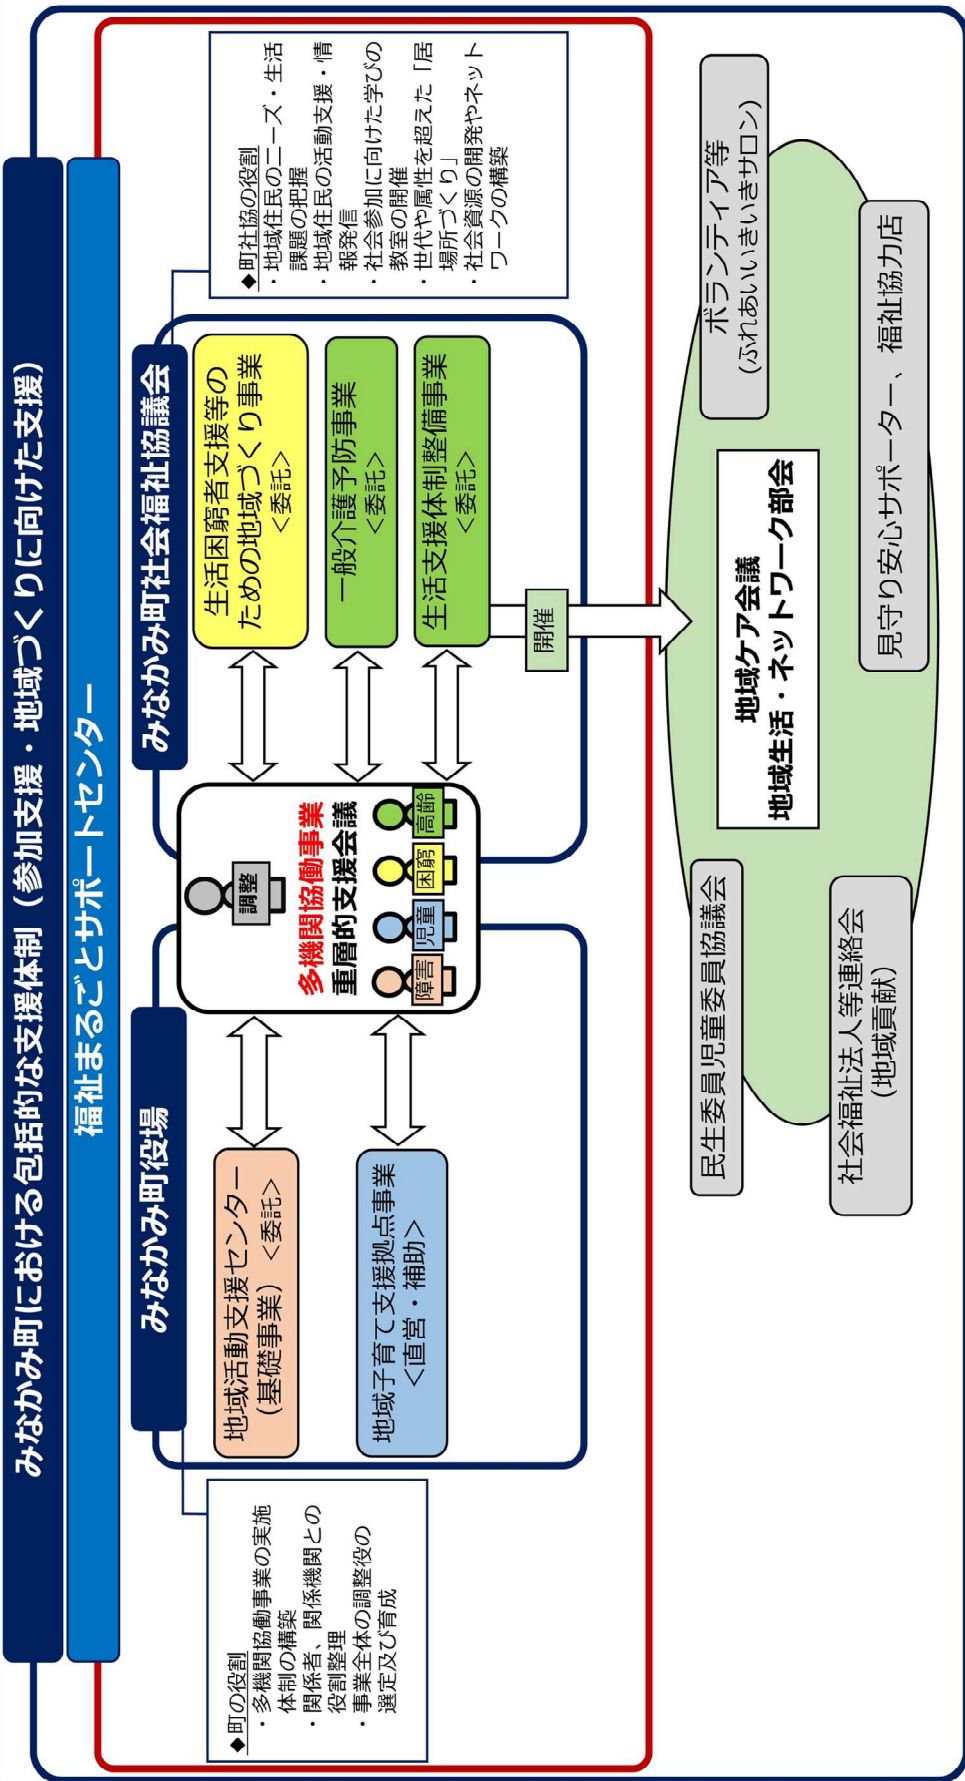 みなかみ町における包括的な支援体制（参加支援・地域づくりに向けた支援）
福祉まるごとサポートセンター
みなかみ町役場
みなかみ町社会福祉協議会
◆町の役割
・多機関協働事業の実施
体制の構築
・関係者、関係機関との
役割整理
・事業全体の調整役の
選定及び育成
地域活動支援センター
（基礎事業）＜委託＞
地域子育て支援拠点事業
＜直営・補助＞
調整
多機関協働事業
重層的支援会議
障害
児童
困窮
高齢
生活困窮者支援等の
ための地域づくり事業
＜委託＞
一般介護予防事業
＜委託＞
生活支援体制整備事業
＜委託＞
◆町社協の役割
・地域住民のニーズ・生活
課題の把握
・地域住民の活動支援・情
報発信
・社会参加に向けた学びの
教室の開催
・世代や属性を超えた「居
場所づくり」
・社会資源の開発やネット
ワークの構築
開催
民生委員児童委員協議会
社会福祉法人等連絡会
（地域貢献）
地域ケア会議
地域生活・ネットワーク部会
ボランティア等
（ふれあいいきいきサロン）
見守り安心サポーター、福祉協力店